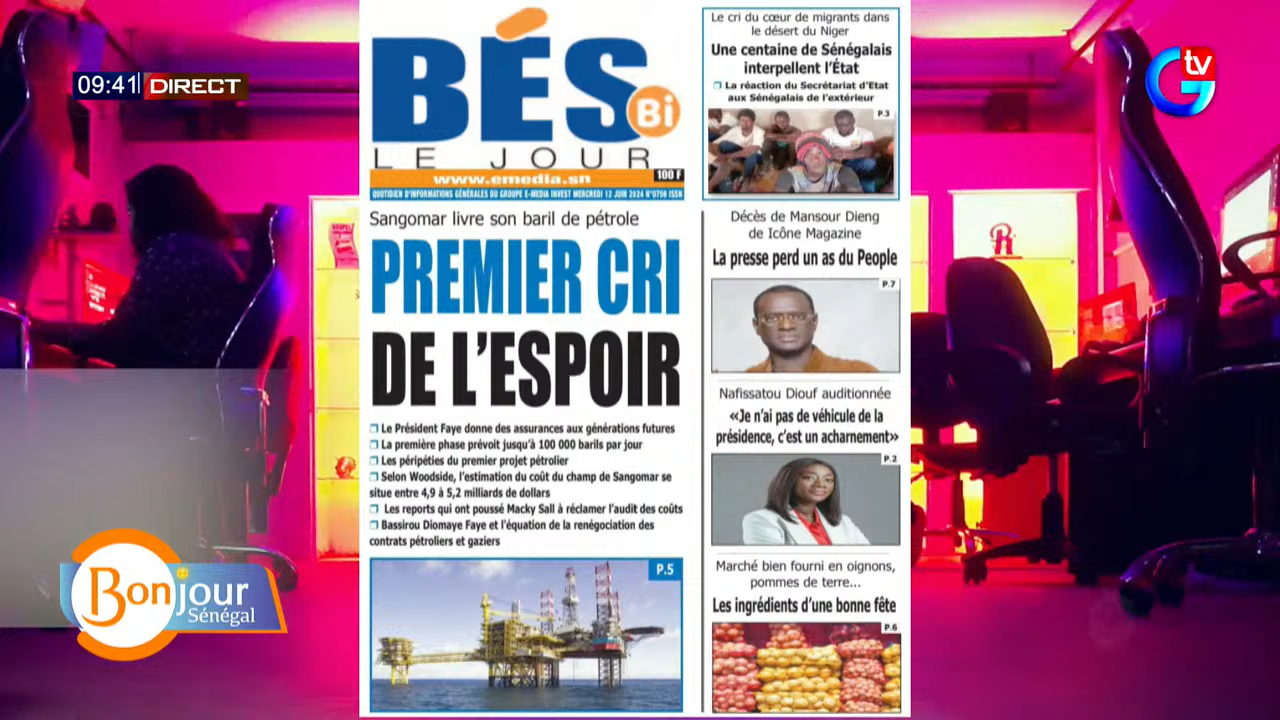 09:41 DIRECT
G tv
BÉS Bi
LE JOUR
100 F
www.emedia.sn
QUOTIDIEN D'INFORMATIONS GÉNÉRALES DU GROUPE E-MEDIA INVEST MERCREDI 12 JUIN 2024 N°0756 ISSN
Sangomar livre son baril de pétrole
PREMIER CRI
DE L'ESPOIR
❒ Le Président Faye donne des assurances aux générations futures
❒ La première phase prévoit jusqu'à 100 000 barils par jour
❒ Les péripéties du premier projet pétrolier
❒ Selon Woodside, l'estimation du coût du champ de Sangomar se
situe entre 4,9 à 5,2 milliards de dollars
❒ Les reports qui ont poussé Macky Sall à réclamer l'audit des coûts
❒ Bassirou Diomaye Faye et l'équation de la renégociation des
contrats pétroliers et gaziers
P.5
Le cri du cœur de migrants dans
le désert du Niger
Une centaine de Sénégalais
interpellent l'État
❒ La réaction du Secrétariat d'Etat
aux Sénégalais de l'extérieur
P.3
Décès de Mansour Dieng
de Icône Magazine
La presse perd un as du People
P.7
Nafissatou Diouf auditionnée
«Je n'ai pas de véhicule de la
présidence, c'est un acharnement»
P.2
Marché bien fourni en oignons,
pommes de terre...
Les ingrédients d'une bonne fête
P.6
Bonjour
Sénégal